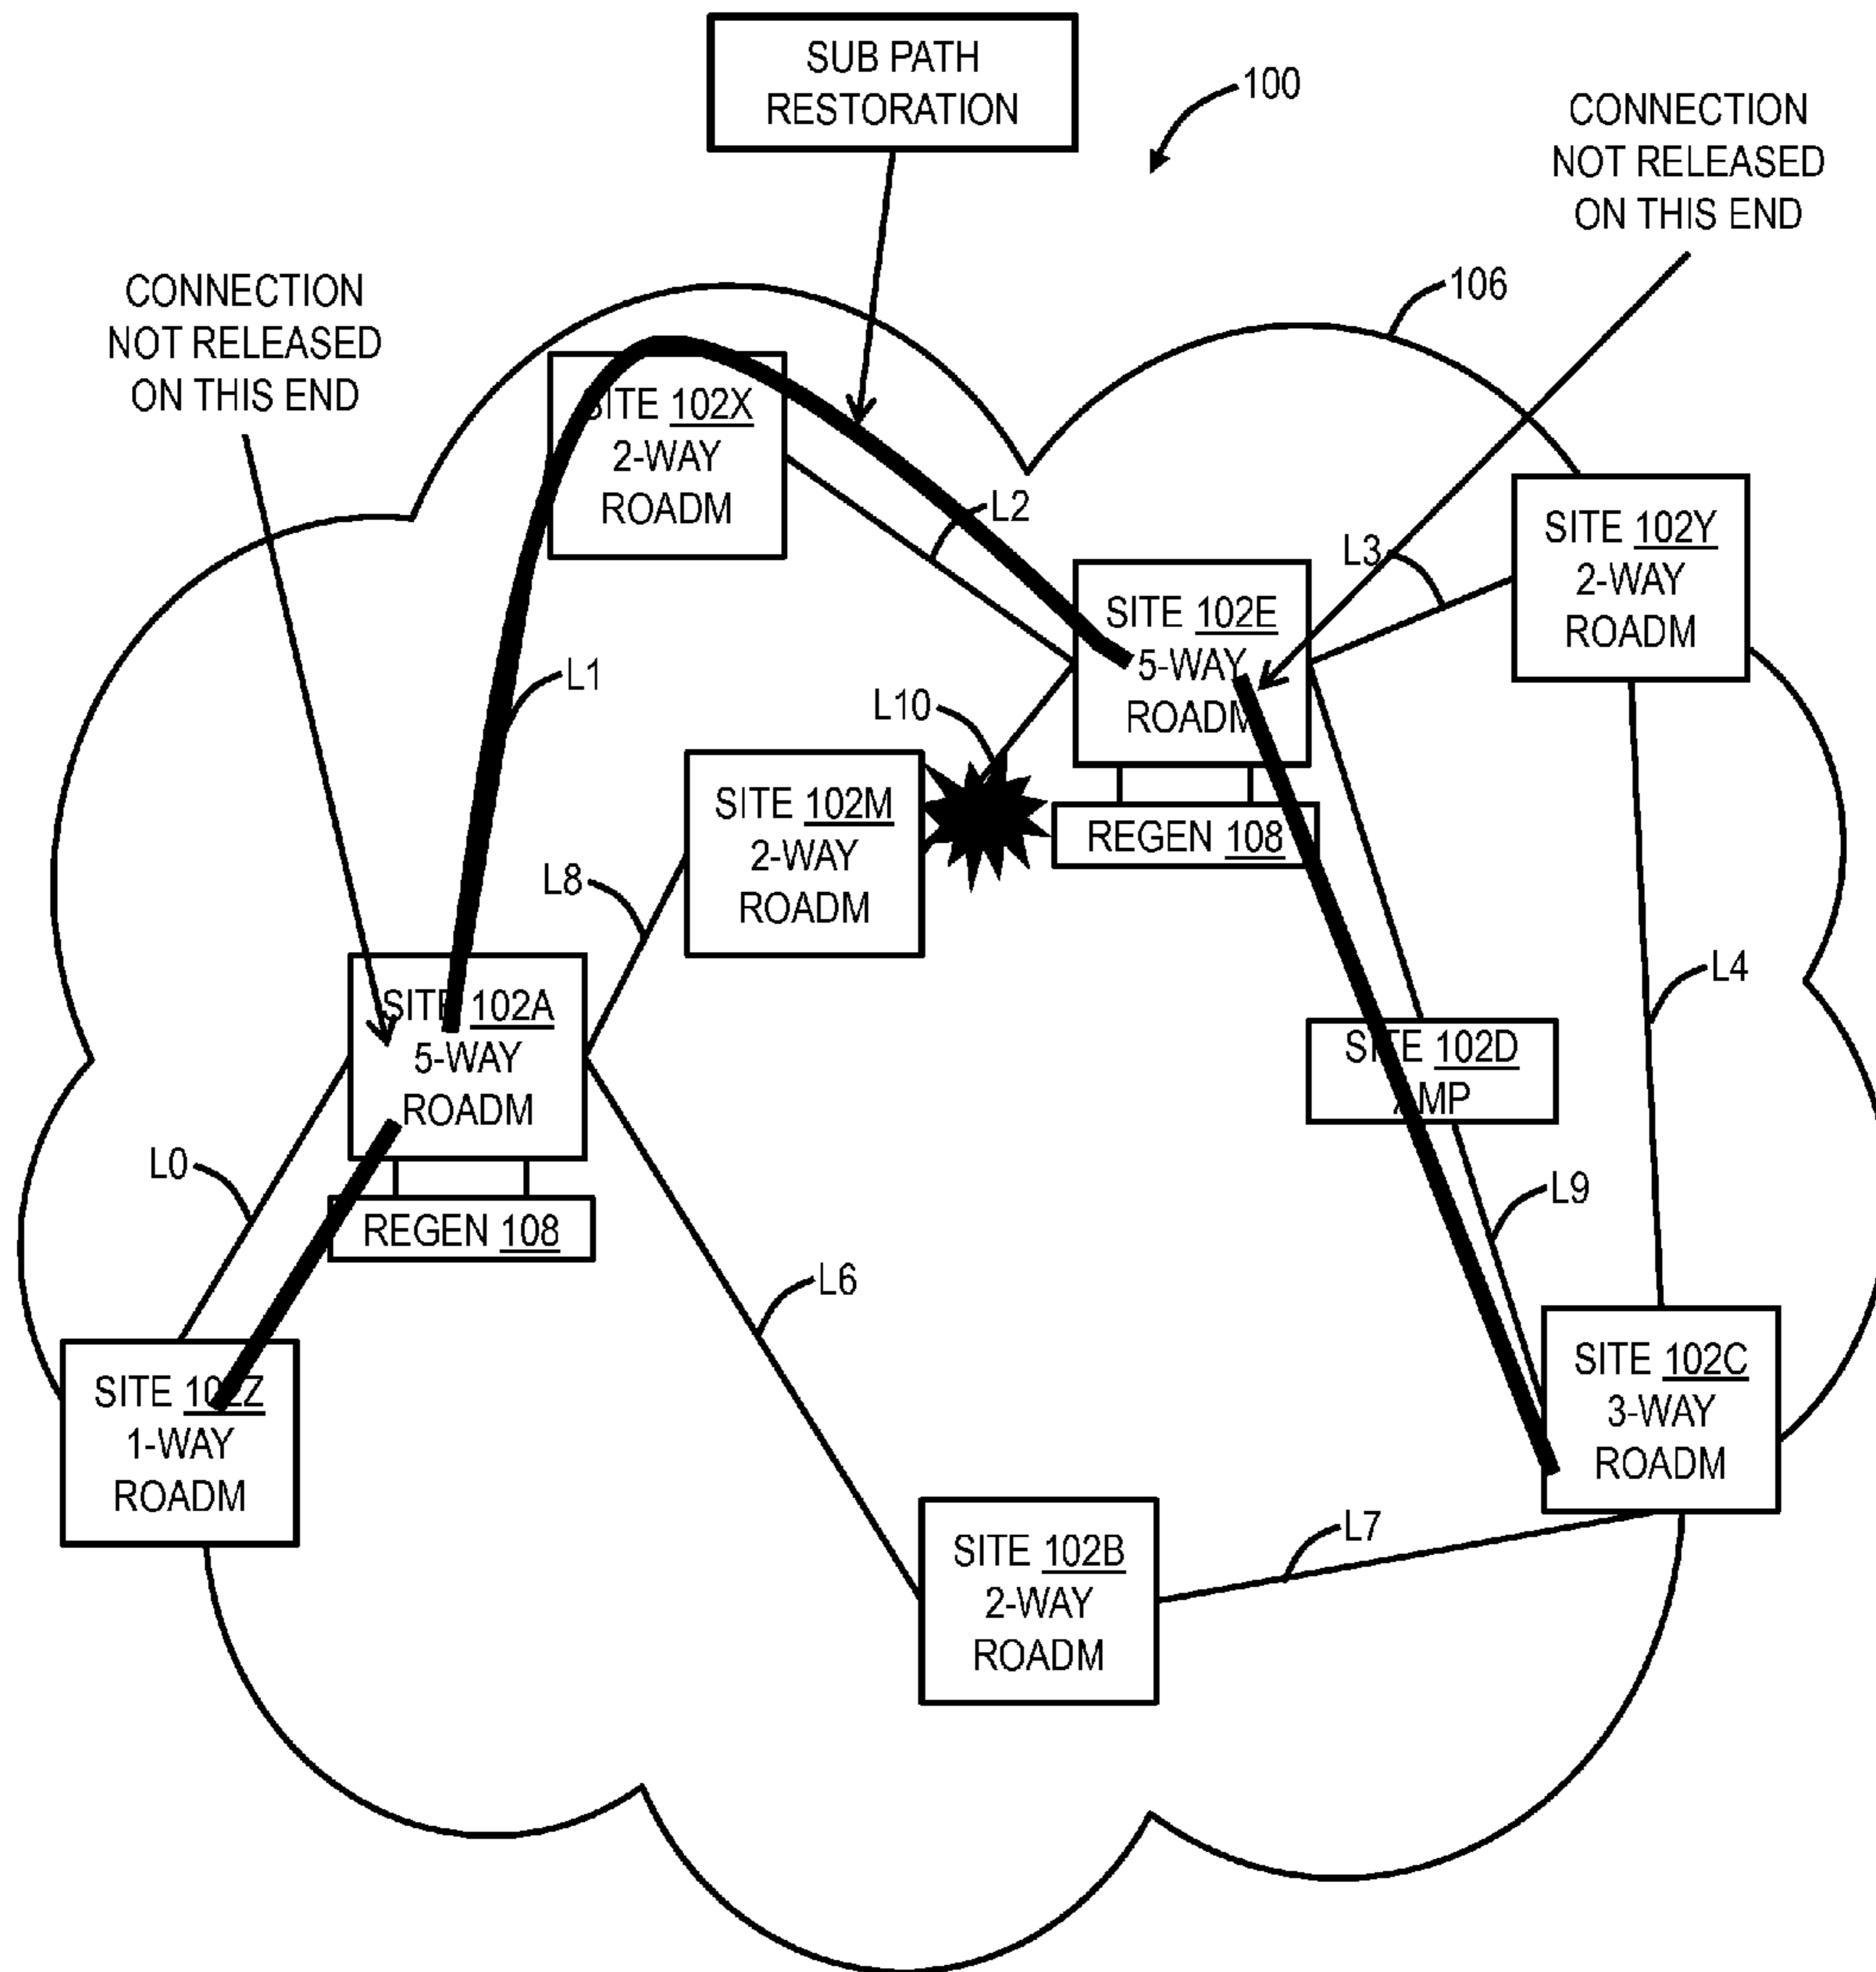 SUB PATH
RESTORATION
100
CONNECTION
NOT RELEASED
ON THIS END
106
CONNECTION
NOT RELEASED
ON THIS END
SITE 102X
2-WAY
ROADM
L2
SITE 102Y
2-WAY
ROADM
L3
SITE 102E
5-WAY
ROADM
L1
L10
REGEN 108
SITE 102M
2-WAY
ROADM
L8
L4
SITE 102A
5-WAY
ROADM
SITE 102D
AMP
L0
L9
REGEN 108
L6
SITE 102Z
1-WAY
ROADM
SITE 102C
3-WAY
ROADM
L7
SITE 102B
2-WAY
ROADM